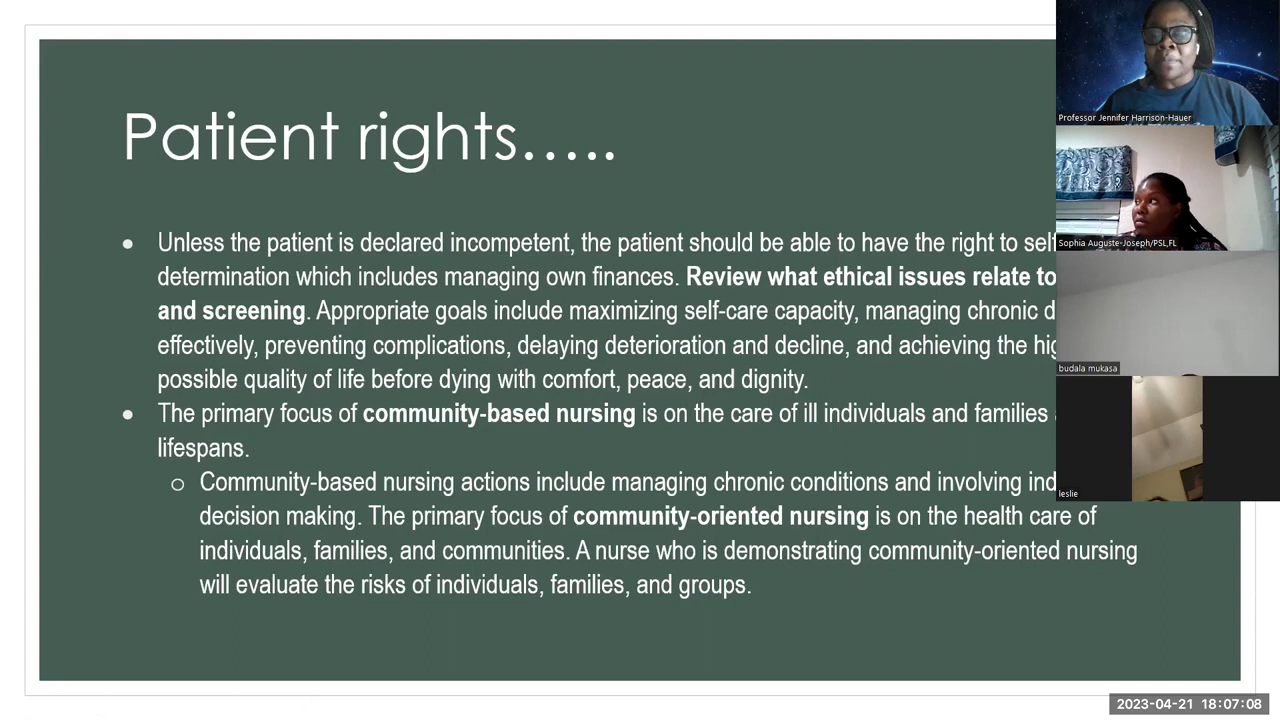 Patient rights…..
Unless the patient is declared incompetent, the patient should be able to have the right to self
determination which includes managing own finances. Review what ethical issues relate to
and screening. Appropriate goals include maximizing self-care capacity, managing chronic d
effectively, preventing complications, delaying deterioration and decline, and achieving the hig
possible quality of life before dying with comfort, peace, and dignity.
The primary focus of community-based nursing is on the care of ill individuals and families
lifespans.
Community-based nursing actions include managing chronic conditions and involving ind
decision making. The primary focus of community-oriented nursing is on the health care of
individuals, families, and communities. A nurse who is demonstrating community-oriented nursing
will evaluate the risks of individuals, families, and groups.
Professor Jennifer Harrison-Hauer
Sophia Auguste-Joseph/PSL,FL
budala mukasa
leslie
2023-04-21 18:07:08